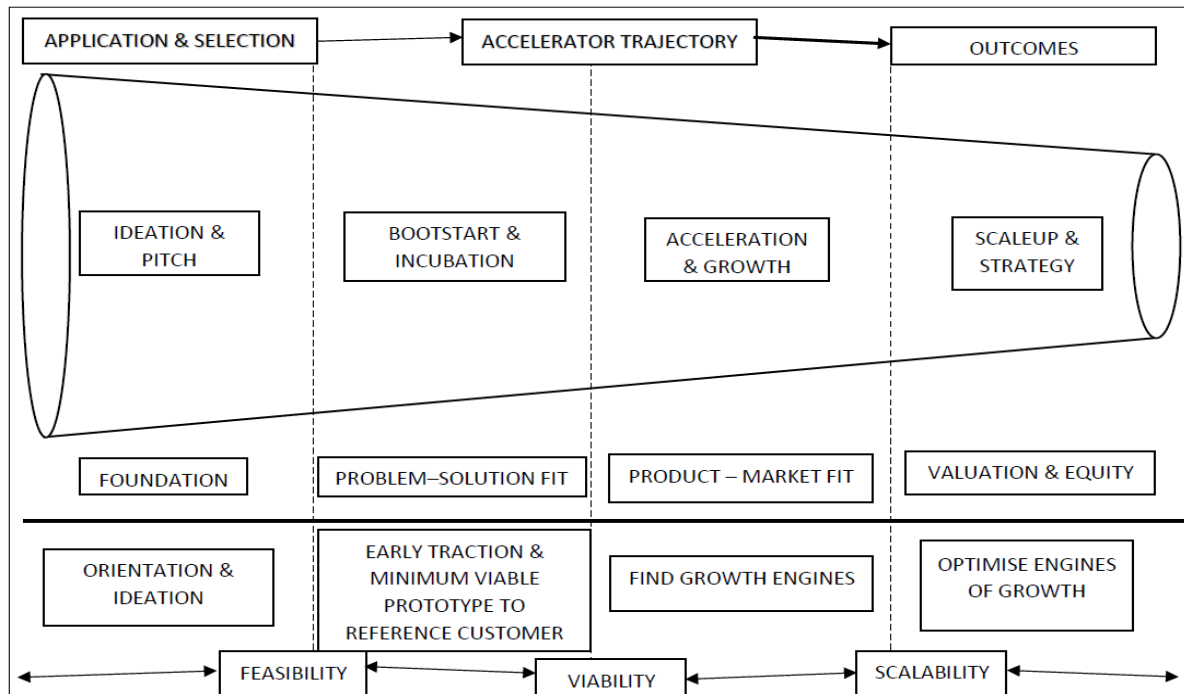 APPLICATION & SELECTION
ACCELERATOR TRAJECTORY
OUTCOMES
IDEATION &
PITCH
BOOTSTART &
INCUBATION
ACCELERATION
& GROWTH
SCALEUP &
STRATEGY
FOUNDATION
PROBLEM–SOLUTION FIT
PRODUCT – MARKET FIT
VALUATION & EQUITY
ORIENTATION &
IDEATION
EARLY TRACTION &
MINIMUM VIABLE
PROTOTYPE TO
REFERENCE CUSTOMER
FIND GROWTH ENGINES
OPTIMISE ENGINES
OF GROWTH
FEASIBILITY
VIABILITY
SCALABILITY